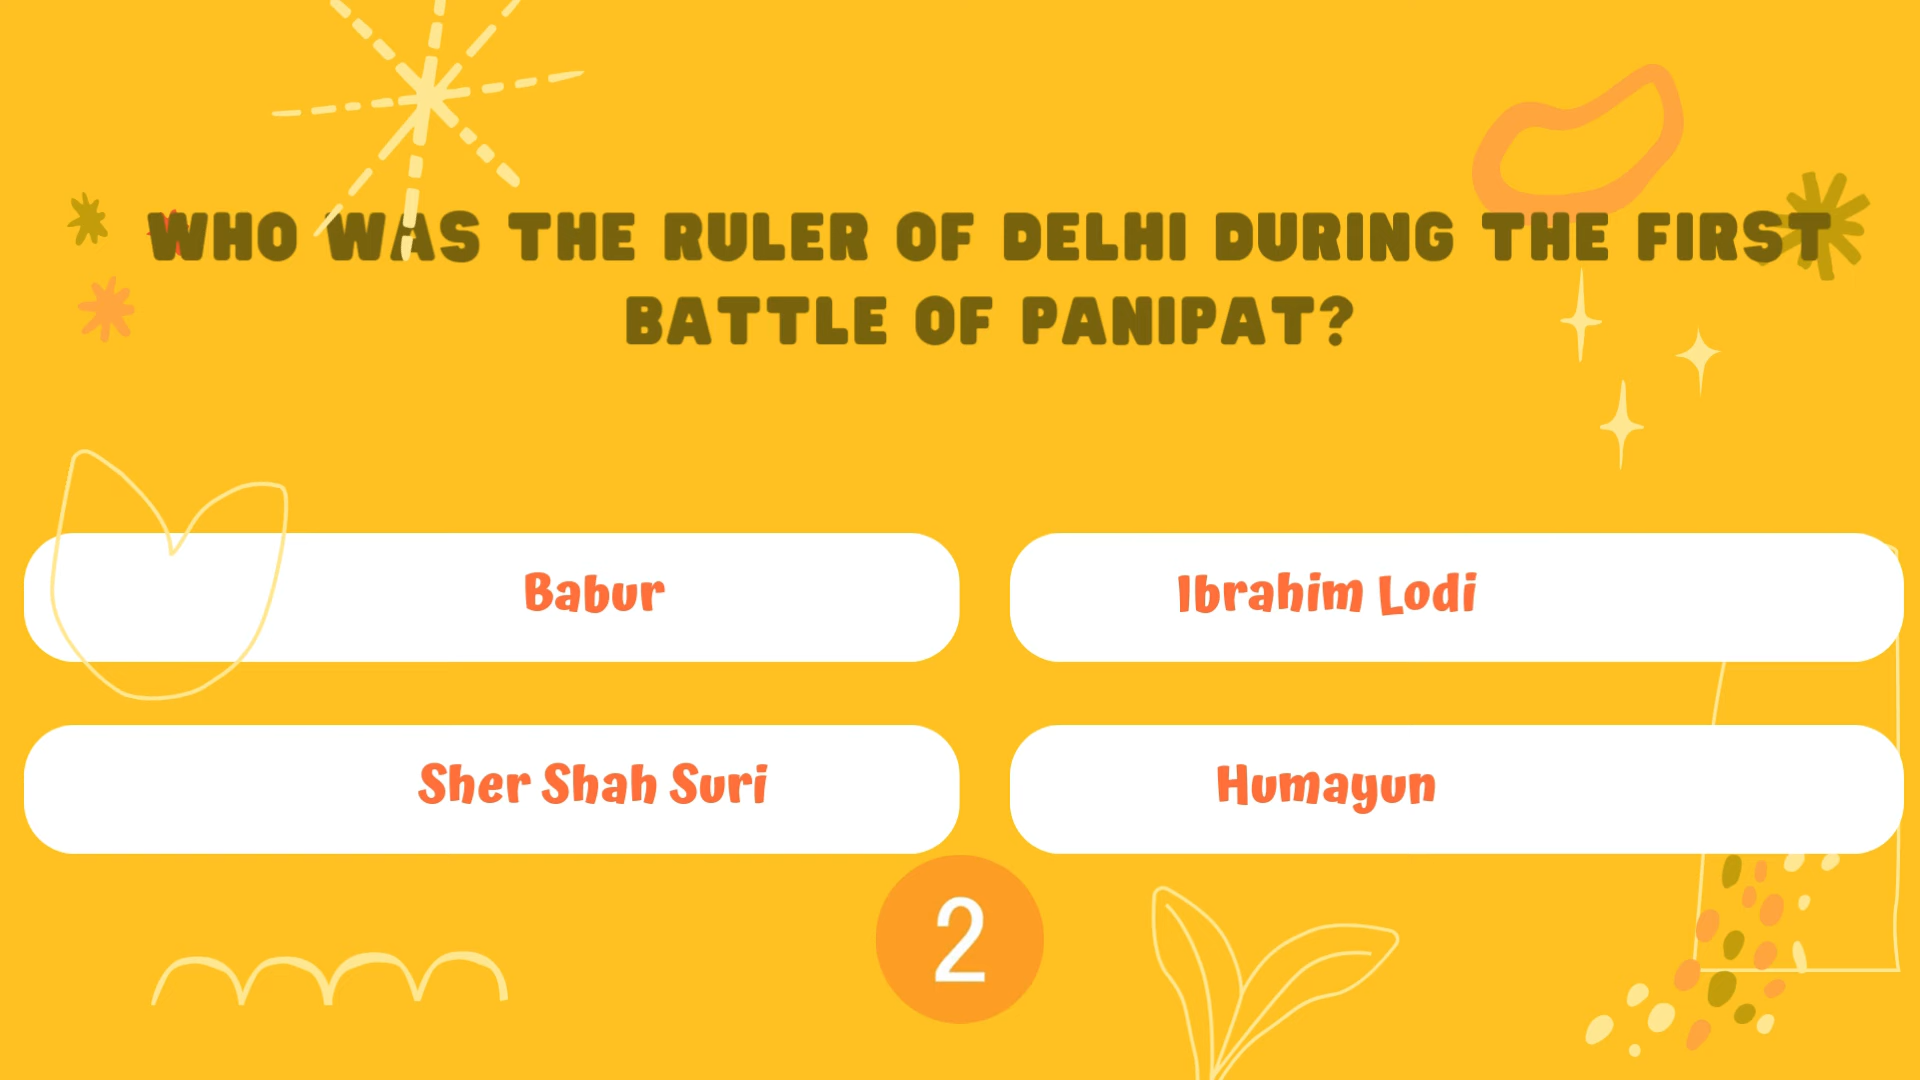 WHO WAS THE RULER OF DELHI DURING THE FIRST
BATTLE OF PANIPAT?
Babur
Ibrahim Lodi
Sher Shah Suri
Humayun
2